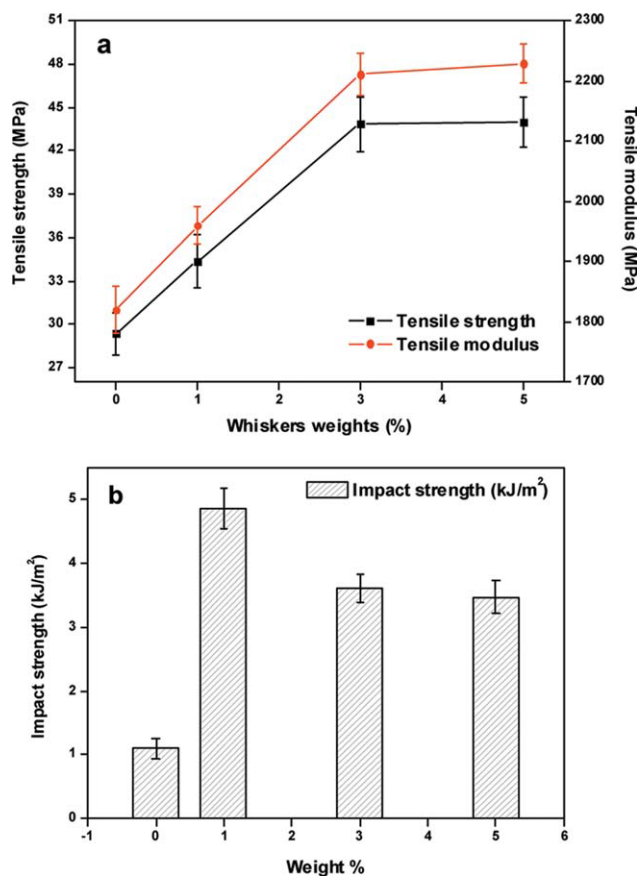 a
Tensile strength (MPa)
51
48
45
42
39
36
33
30
27
2300
2200
2100
2000
1900
1800
1700
Tensile modulus
(MPa)
Tensile strength
Tensile modulus
0 1 2 3 4 5
Whiskers weights (%)
b
Impact strength (kJ/m²)
Impact strength (kJ/m²)
5
4
3
2
1
0
-1 0 1 2 3 4 5 6
Weight %